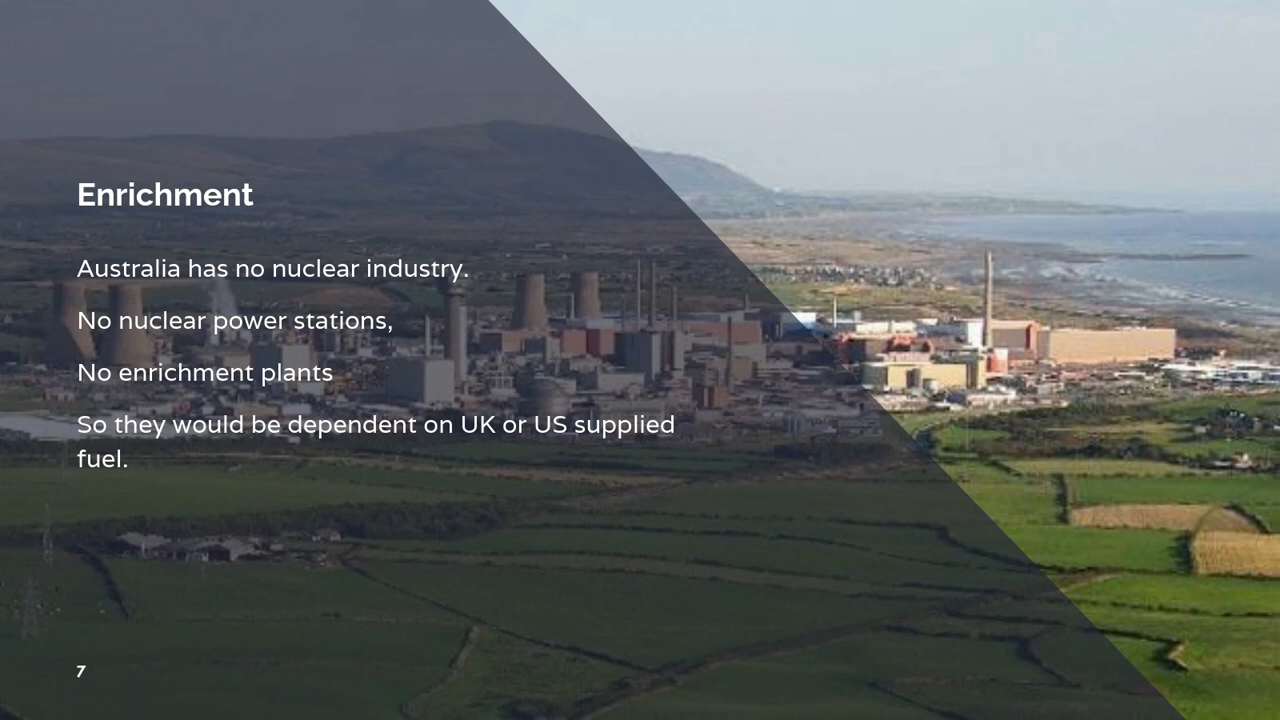 Enrichment
Australia has no nuclear industry.
No nuclear power stations,
No enrichment plants
So they would be dependent on UK or US supplied
fuel.
7